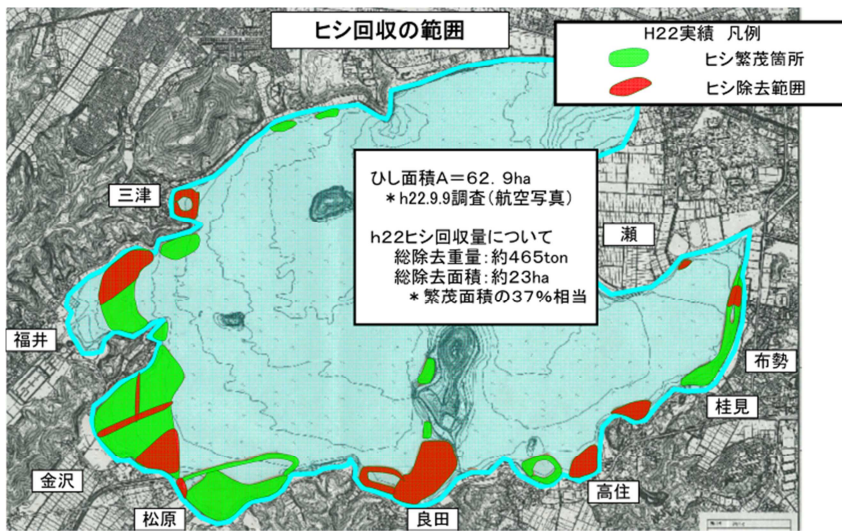 ヒシ回収の範囲
H22実績 凡例
ヒシ繁茂箇所
ヒシ除去範囲
ひし面積A=62.9ha
*h22.9.9調査(航空写真)
h22ヒシ回収量について
総除去重量:約465ton
総除去面積:約23ha
*繁茂面積の37%相当
三津
瀬
福井
布勢
桂見
金沢
高住
松原
良田